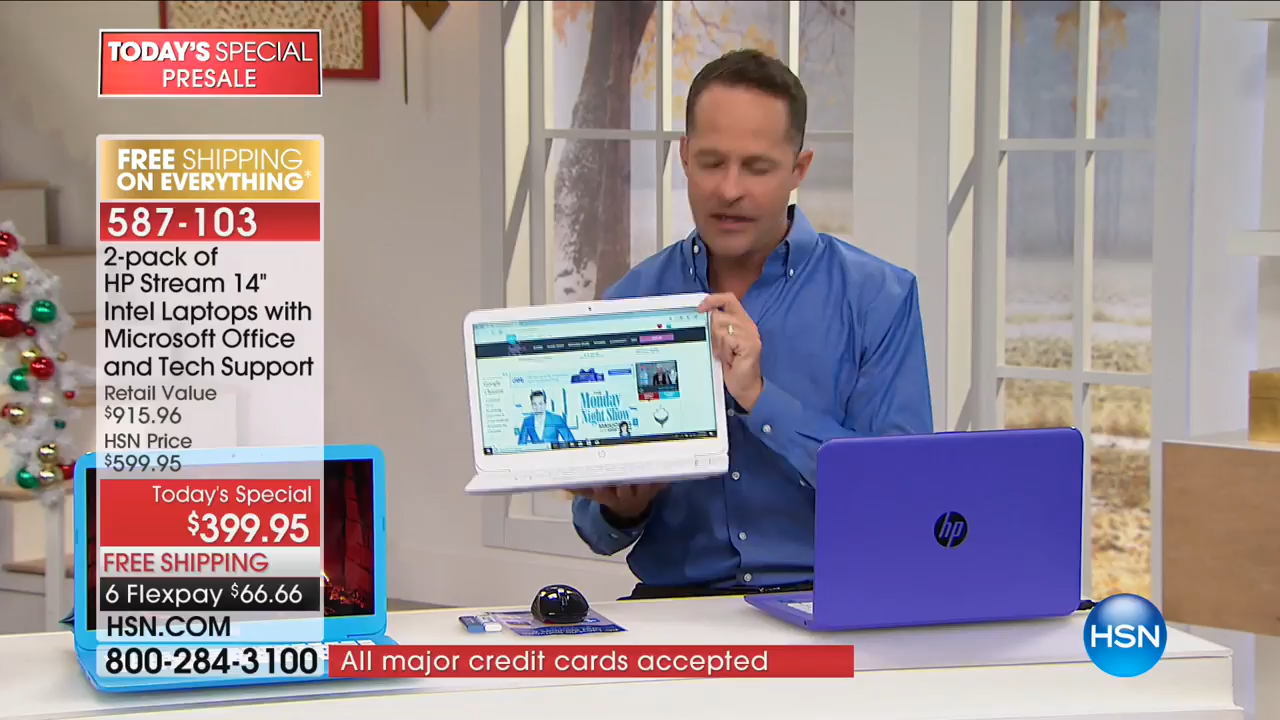 TODAY'S SPECIAL
PRESALE
FREE SHIPPING
ON EVERYTHING*
587-103
2-pack of
HP Stream 14"
Intel Laptops with
Microsoft Office
and Tech Support
Retail Value
$915.96
HSN Price
$599.95
Today's Special
$399.95
FREE SHIPPING
6 Flexpay $66.66
HSN.COM
800-284-3100
All major credit cards accepted
Monday
Night Show
hp
HSN